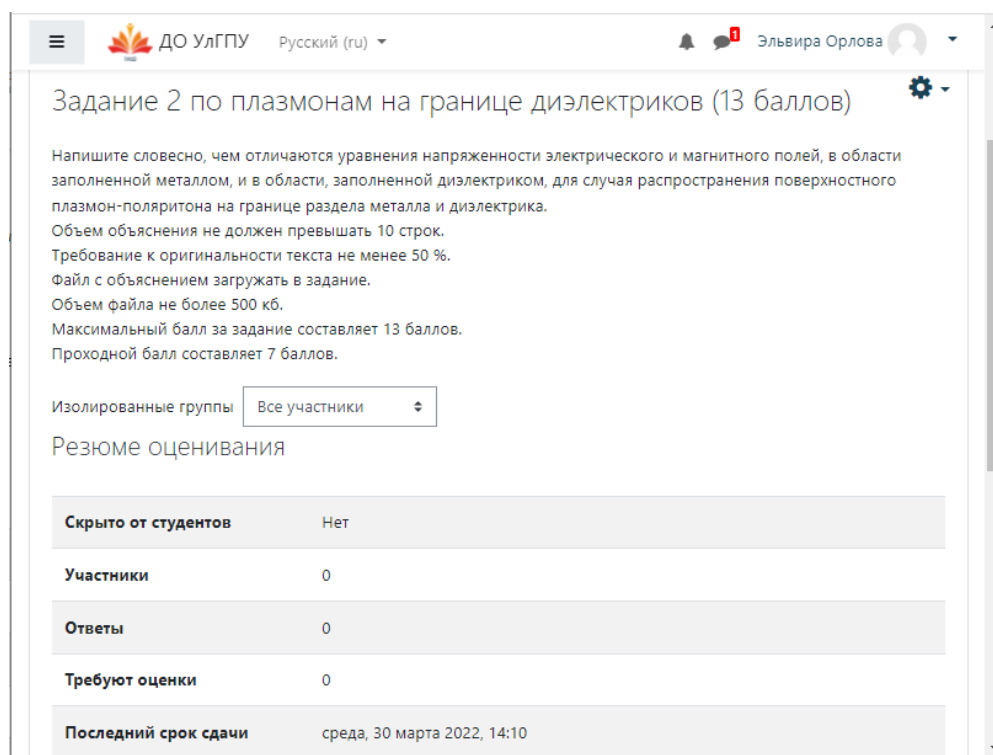 ДО УлГПУ Русский (ru) 1 Эльвира Орлова
Задание 2 по плазмонам на границе диэлектриков (13 баллов)
Напишите словесно, чем отличаются уравнения напряженности электрического и магнитного полей, в области
заполненной металлом, и в области, заполненной диэлектриком, для случая распространения поверхностного
плазмон-поляритона на границе раздела металла и диэлектрика.
Объем объяснения не должен превышать 10 строк.
Требование к оригинальности текста не менее 50 %.
Файл с объяснением загружать в задание.
Объем файла не более 500 кб.
Максимальный балл за задание составляет 13 баллов.
Проходной балл составляет 7 баллов.
Изолированные группы Все участники
Резюме оценивания
Скрыто от студентов Нет
Участники 0
Ответы 0
Требуют оценки 0
Последний срок сдачи среда, 30 марта 2022, 14:10